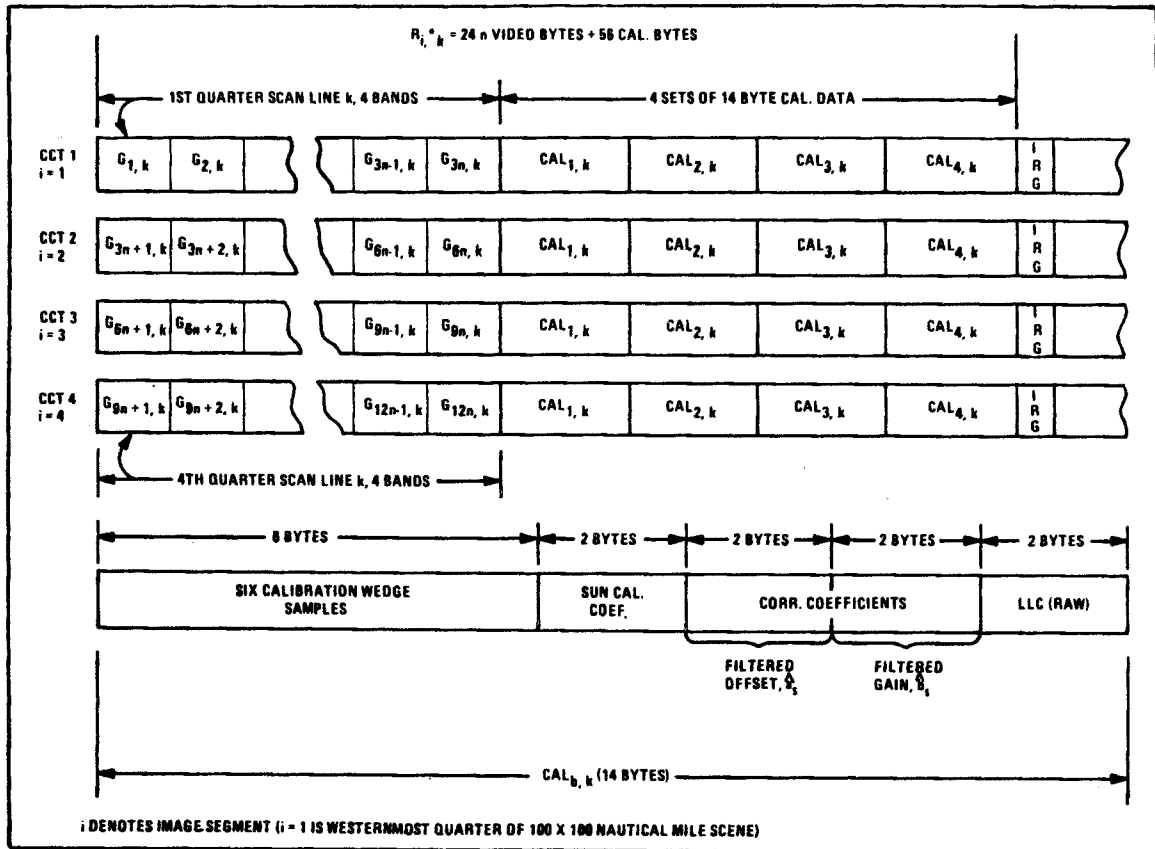 R i,*k = 24 n VIDEO BYTES + 56 CAL. BYTES
1ST QUARTER SCAN LINE k, 4 BANDS
4 SETS OF 14 BYTE CAL. DATA
CCT 1
i = 1
G1, k G2, k G3n-1, k G3n, k CAL1, k CAL2, k CAL3, k CAL4, k I R G
CCT 2
i = 2
G3n + 1, k G3n + 2, k G6n-1, k G6n, k CAL1, k CAL2, k CAL3, k CAL4, k I R G
CCT 3
i = 3
G6n + 1, k G6n + 2, k G9n-1, k G9n, k CAL1, k CAL2, k CAL3, k CAL4, k I R G
CCT 4
i = 4
G9n + 1, k G9n + 2, k G12n-1, k G12n, k CAL1, k CAL2, k CAL3, k CAL4, k I R G
4TH QUARTER SCAN LINE k, 4 BANDS
2 BYTES 2 BYTES 2 BYTES 2 BYTES
BYTES
SIX CALIBRATION WEDGE
SAMPLES
SUN CAL.
COEF.
CORR. COEFFICIENTS
LLC (RAW)
FILTERED
OFFSET,
FILTERED
GAIN,
CALb, k (14 BYTES)
i DENOTES IMAGE SEGMENT (i = 1 IS WESTERNMOST QUARTER OF 100 X 100 NAUTICAL MILE SCENE)